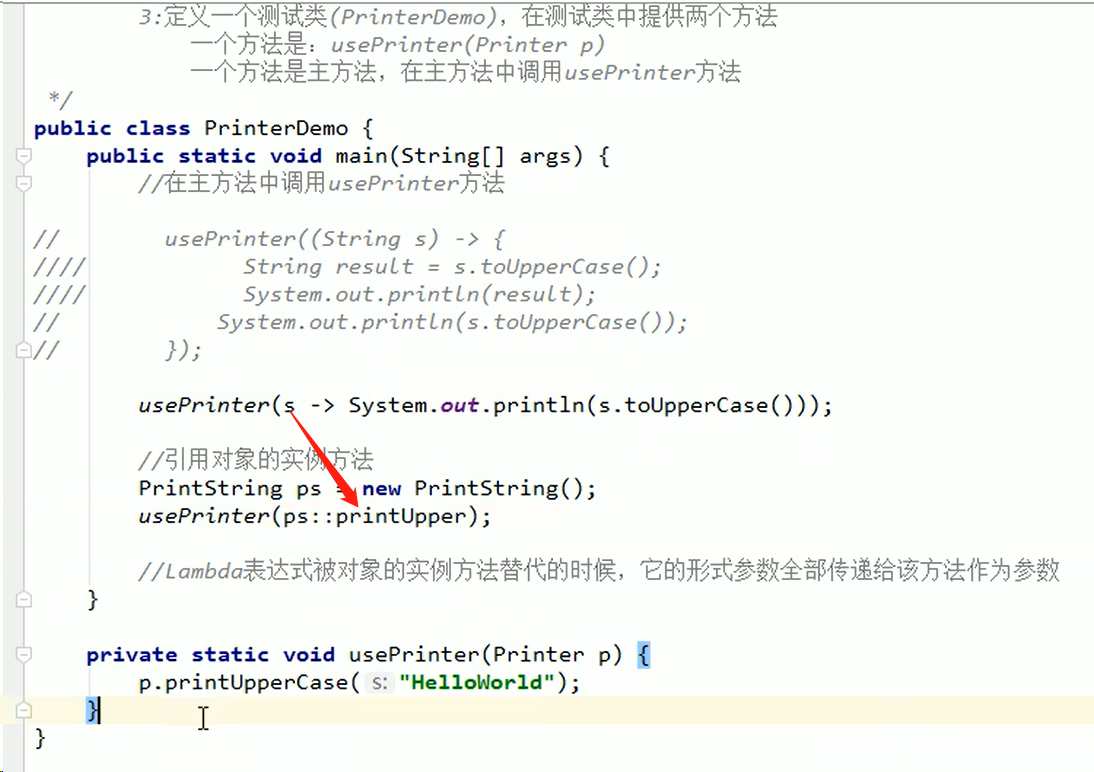 3:定义一个测试类(PrinterDemo)，在测试类中提供两个方法
一个方法是：usePrinter(Printer p)
一个方法是主方法，在主方法中调用usePrinter方法
*/
public class PrinterDemo {
public static void main(String[] args) {
//在主方法中调用usePrinter方法
// usePrinter((String s) -> {
//// String result = s.toUpperCase();
//// System.out.println(result);
// System.out.println(s.toUpperCase());
// });
usePrinter(s -> System.out.println(s.toUpperCase()));
//引用对象的实例方法
PrintString ps = new PrintString();
usePrinter(ps::printUpper);
//Lambda表达式被对象的实例方法替代的时候，它的形式参数全部传递给该方法作为参数
}
private static void usePrinter(Printer p) {
p.printUpperCase( s: "HelloWorld");
}
}